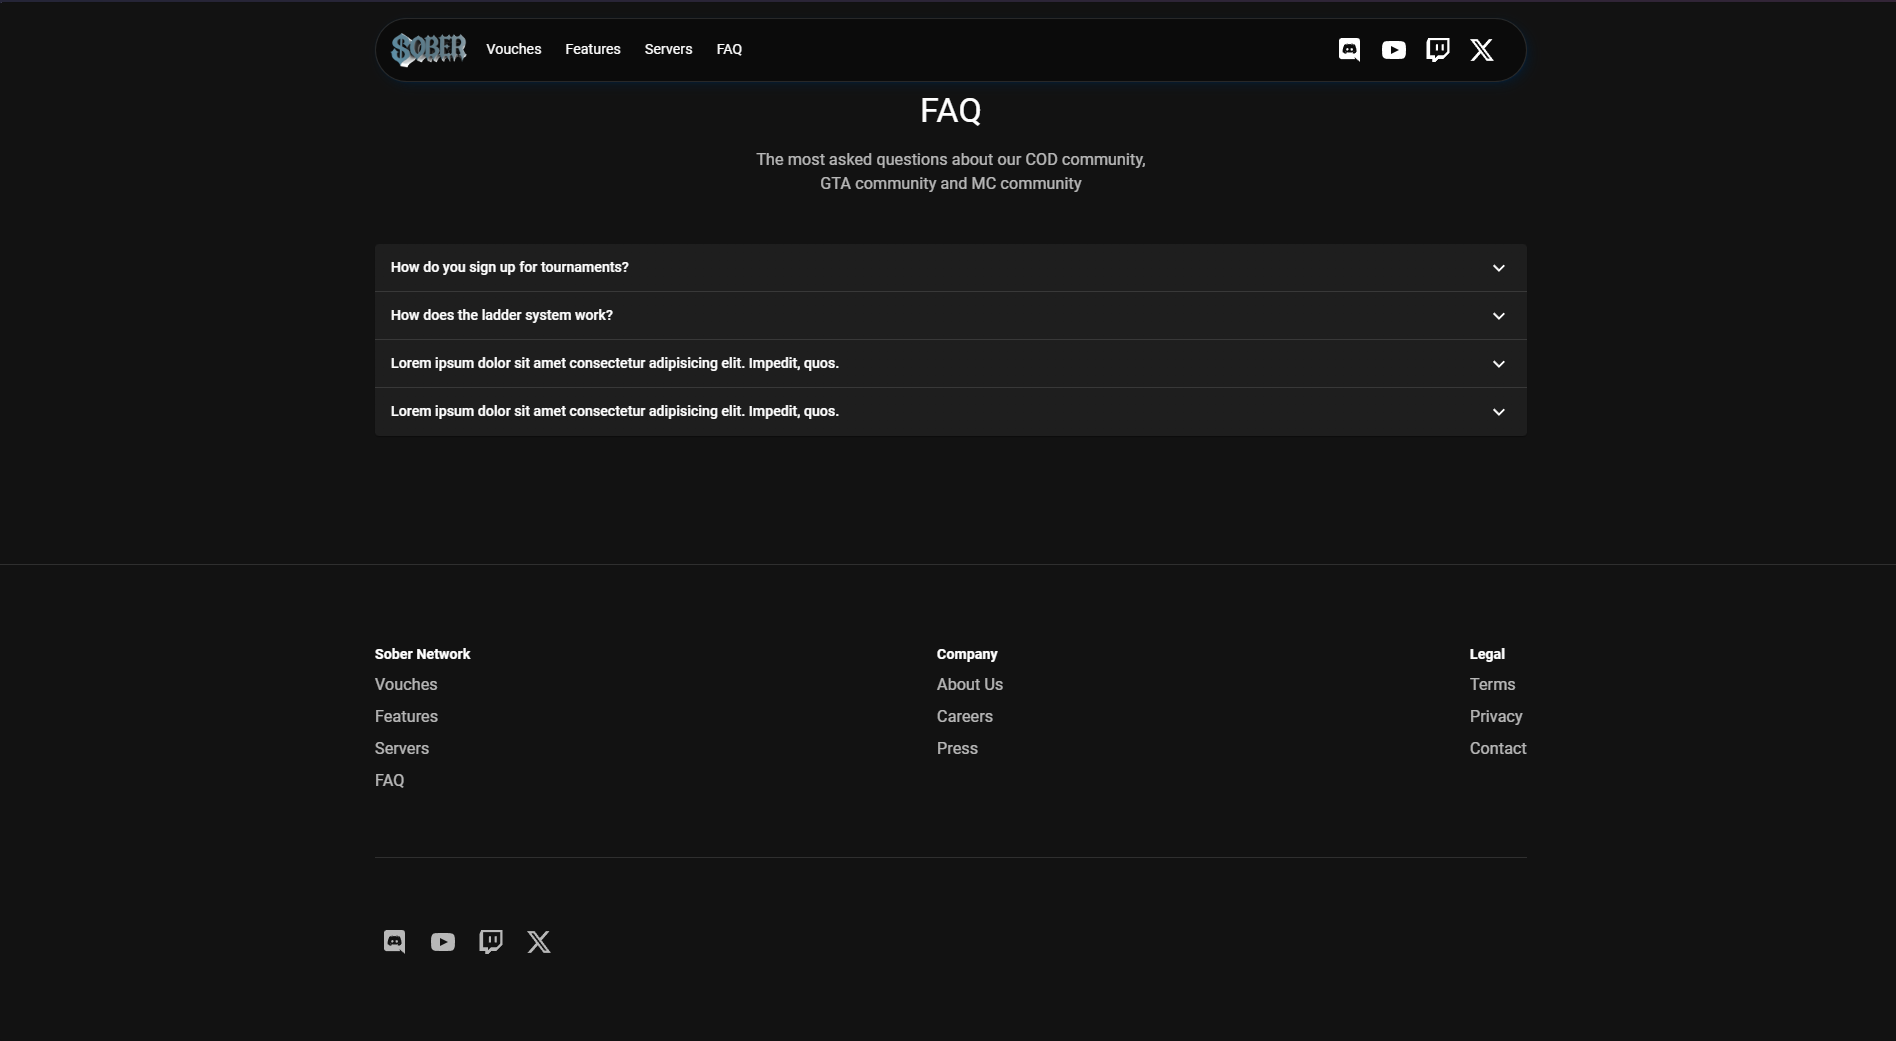 $OBER Vouches Features Servers FAQ
FAQ
The most asked questions about our COD community,
GTA community and MC community
How do you sign up for tournaments?
How does the ladder system work?
Lorem ipsum dolor sit amet consectetur adipisicing elit. Impedit, quos.
Lorem ipsum dolor sit amet consectetur adipisicing elit. Impedit, quos.
Sober Network
Vouches
Features
Servers
FAQ
Company
About Us
Careers
Press
Legal
Terms
Privacy
Contact